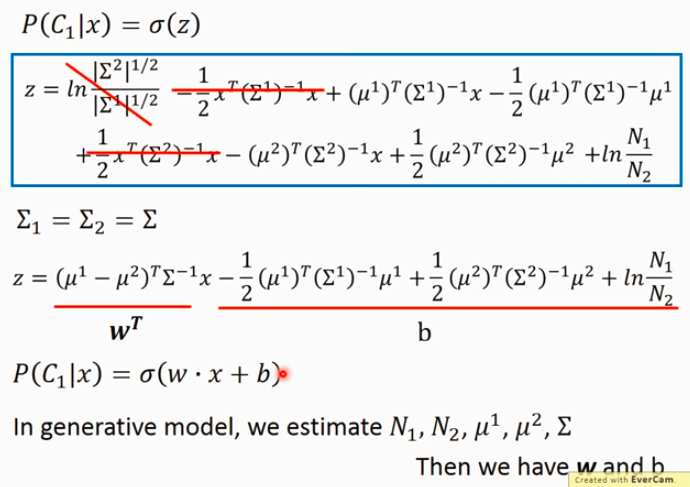 P(C₁|x) = σ(z)
z = ln |Σ²|^{1/2} / |Σ¹|^{1/2} − 1/2 x^T(Σ¹)^{−1}x + (μ¹)^T(Σ¹)^{−1}x − 1/2 (μ¹)^T(Σ¹)^{−1}μ¹
+ 1/2 x^T(Σ²)^{−1}x − (μ²)^T(Σ²)^{−1}x + 1/2 (μ²)^T(Σ²)^{−1}μ² + ln N₁/N₂
Σ₁ = Σ₂ = Σ
z = (μ¹ − μ²)^T Σ^{−1}x − 1/2 (μ¹)^T(Σ¹)^{−1}μ¹ + 1/2 (μ²)^T(Σ²)^{−1}μ² + ln N₁/N₂
w^T b
P(C₁|x) = σ(w · x + b)
In generative model, we estimate N₁, N₂, μ¹, μ², Σ
Then we have w and b
Created with EverCam.